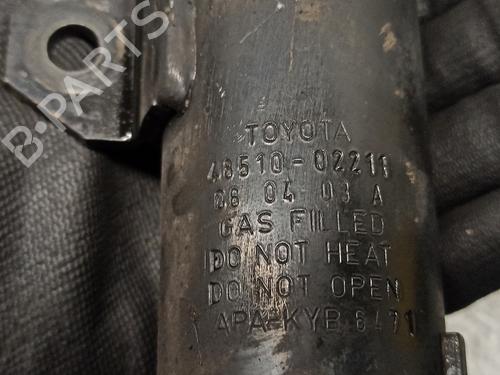 B-PARTS
TOYOTA
48510-02211
06 04 03 A
GAS FILLED
DO NOT HEAT
DO NOT OPEN
APA-KYB 6471